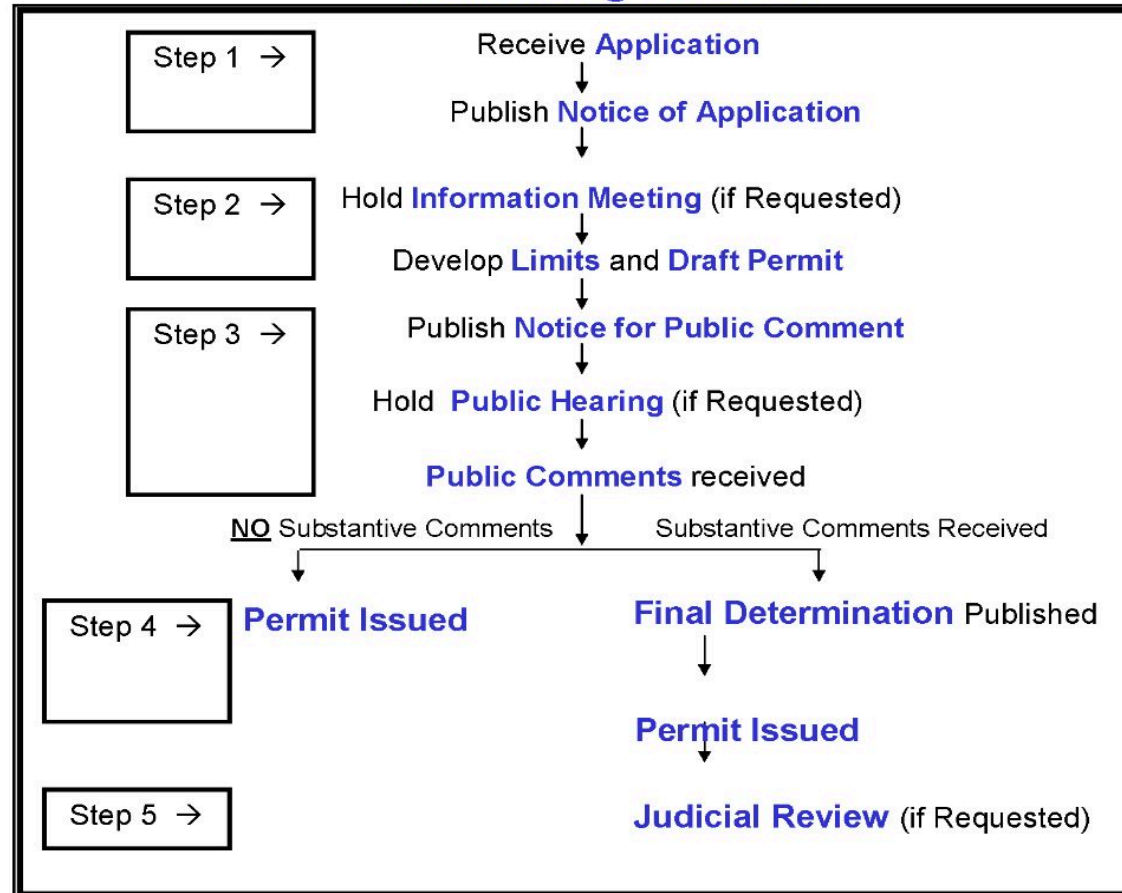 Step 1 → Receive Application
Publish Notice of Application
Step 2 → Hold Information Meeting (if Requested)
Develop Limits and Draft Permit
Step 3 → Publish Notice for Public Comment
Hold Public Hearing (if Requested)
Public Comments received
NO Substantive Comments Substantive Comments Received
Step 4 → Permit Issued Final Determination Published
Permit Issued
Step 5 → Judicial Review (if Requested)